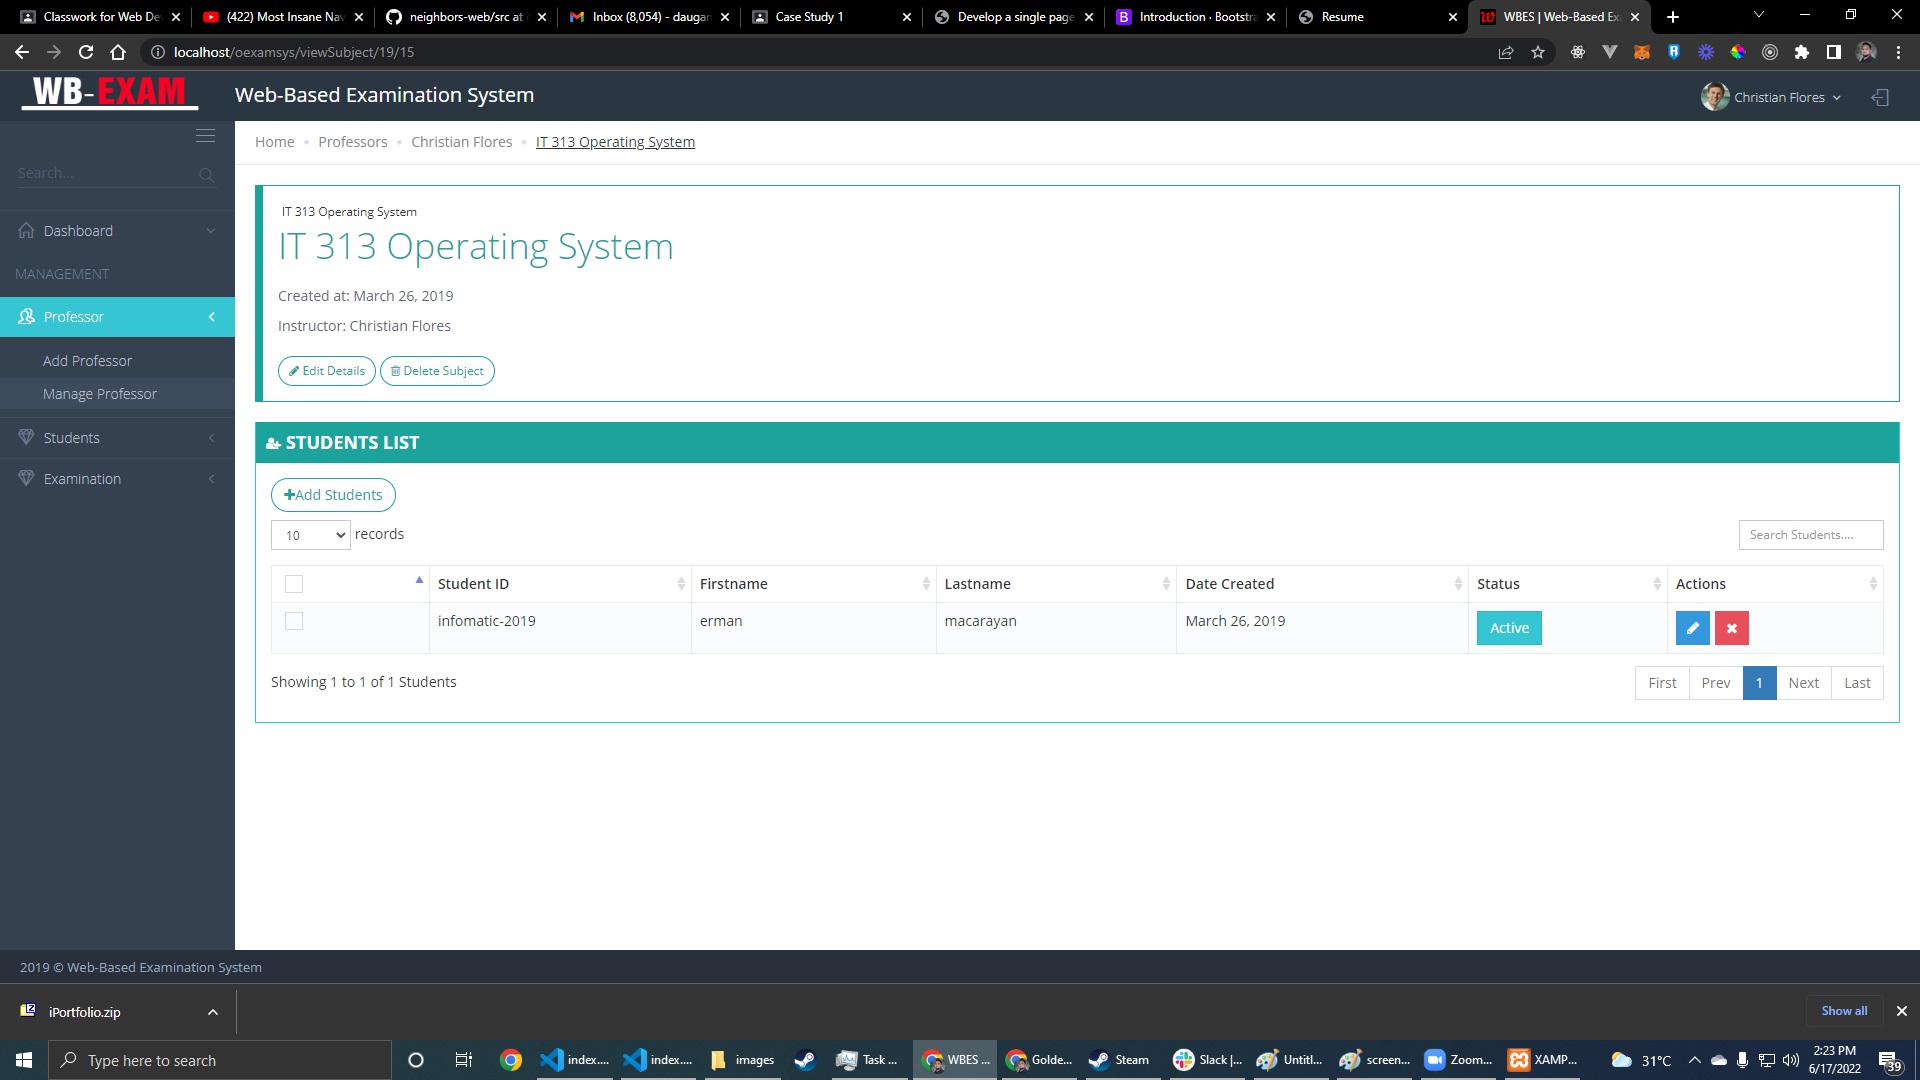 Classwork for Web De
(422) Most Insane Nav
neighbors-web/src at
Inbox (8,054) - daugan
Case Study 1
Develop a single page
Introduction · Bootstra
Resume
WBES | Web-Based Ex
localhost/oexamsys/viewSubject/19/15
WB-EXAM
Web-Based Examination System
Christian Flores
Home • Professors • Christian Flores • IT 313 Operating System
Search...
Dashboard
MANAGEMENT
Professor
Add Professor
Manage Professor
Students
Examination
IT 313 Operating System
IT 313 Operating System
Created at: March 26, 2019
Instructor: Christian Flores
Edit Details
Delete Subject
STUDENTS LIST
+Add Students
10 records
Search Students....
Student ID Firstname Lastname Date Created Status Actions
infomatic-2019 erman macarayan March 26, 2019 Active
Showing 1 to 1 of 1 Students
First Prev 1 Next Last
2019 © Web-Based Examination System
iPortfolio.zip
Show all
Type here to search
index....
index....
images
Task ...
WBES ...
Golde...
Steam
Slack |...
Untitl...
screen...
Zoom...
XAMP...
31°C
2:23 PM
6/17/2022
39